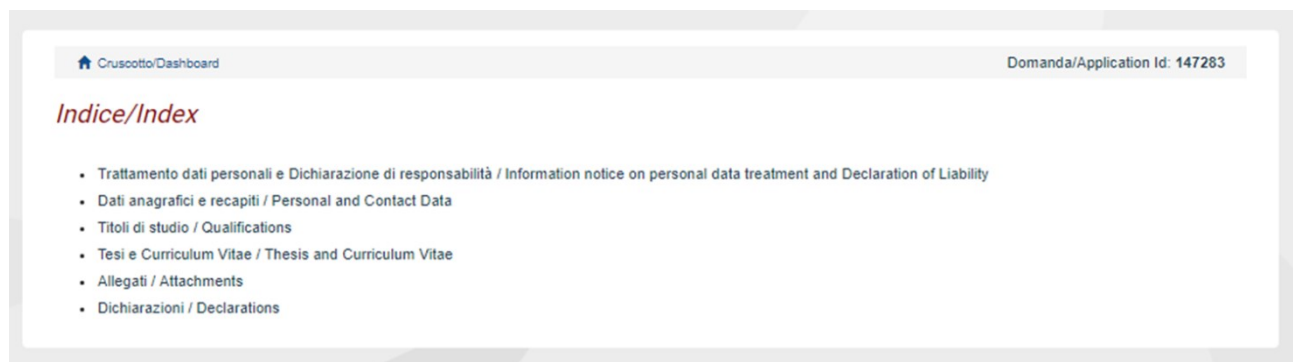 Cruscotto/Dashboard Domanda/Application Id: 147283
Indice/Index
• Trattamento dati personali e Dichiarazione di responsabilità / Information notice on personal data treatment and Declaration of Liability
• Dati anagrafici e recapiti / Personal and Contact Data
• Titoli di studio / Qualifications
• Tesi e Curriculum Vitae / Thesis and Curriculum Vitae
• Allegati / Attachments
• Dichiarazioni / Declarations